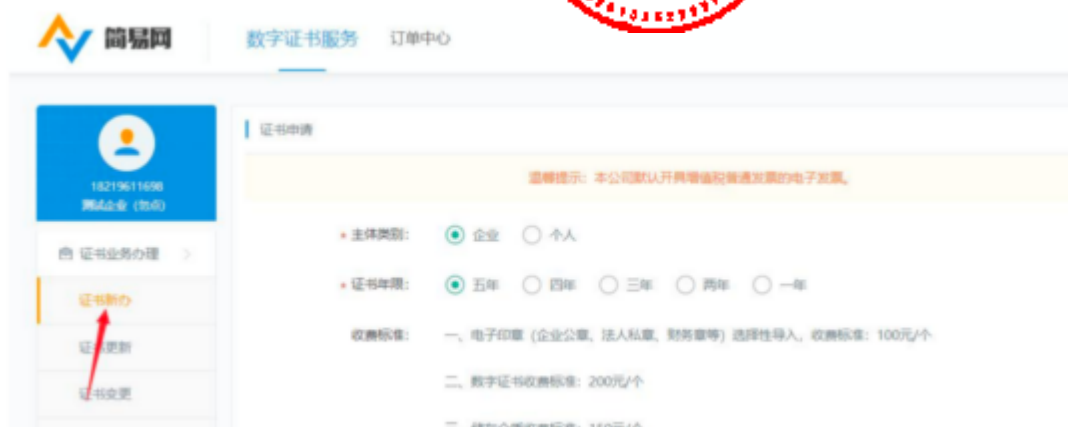 简易网
数字证书服务 订单中心
18219611698
测试企业（勿动）
证书业务办理
证书新办
证书更新
证书变更
证书申请
温馨提示：本公司默认开具增值税普通发票的电子发票。
* 主体类别： 企业 个人
* 证书年限： 五年 四年 三年 两年 一年
收费标准： 一、电子印章（企业公章、法人私章、财务章等）选择性导入，收费标准：100元/个
二、数字证书收费标准：200元/个